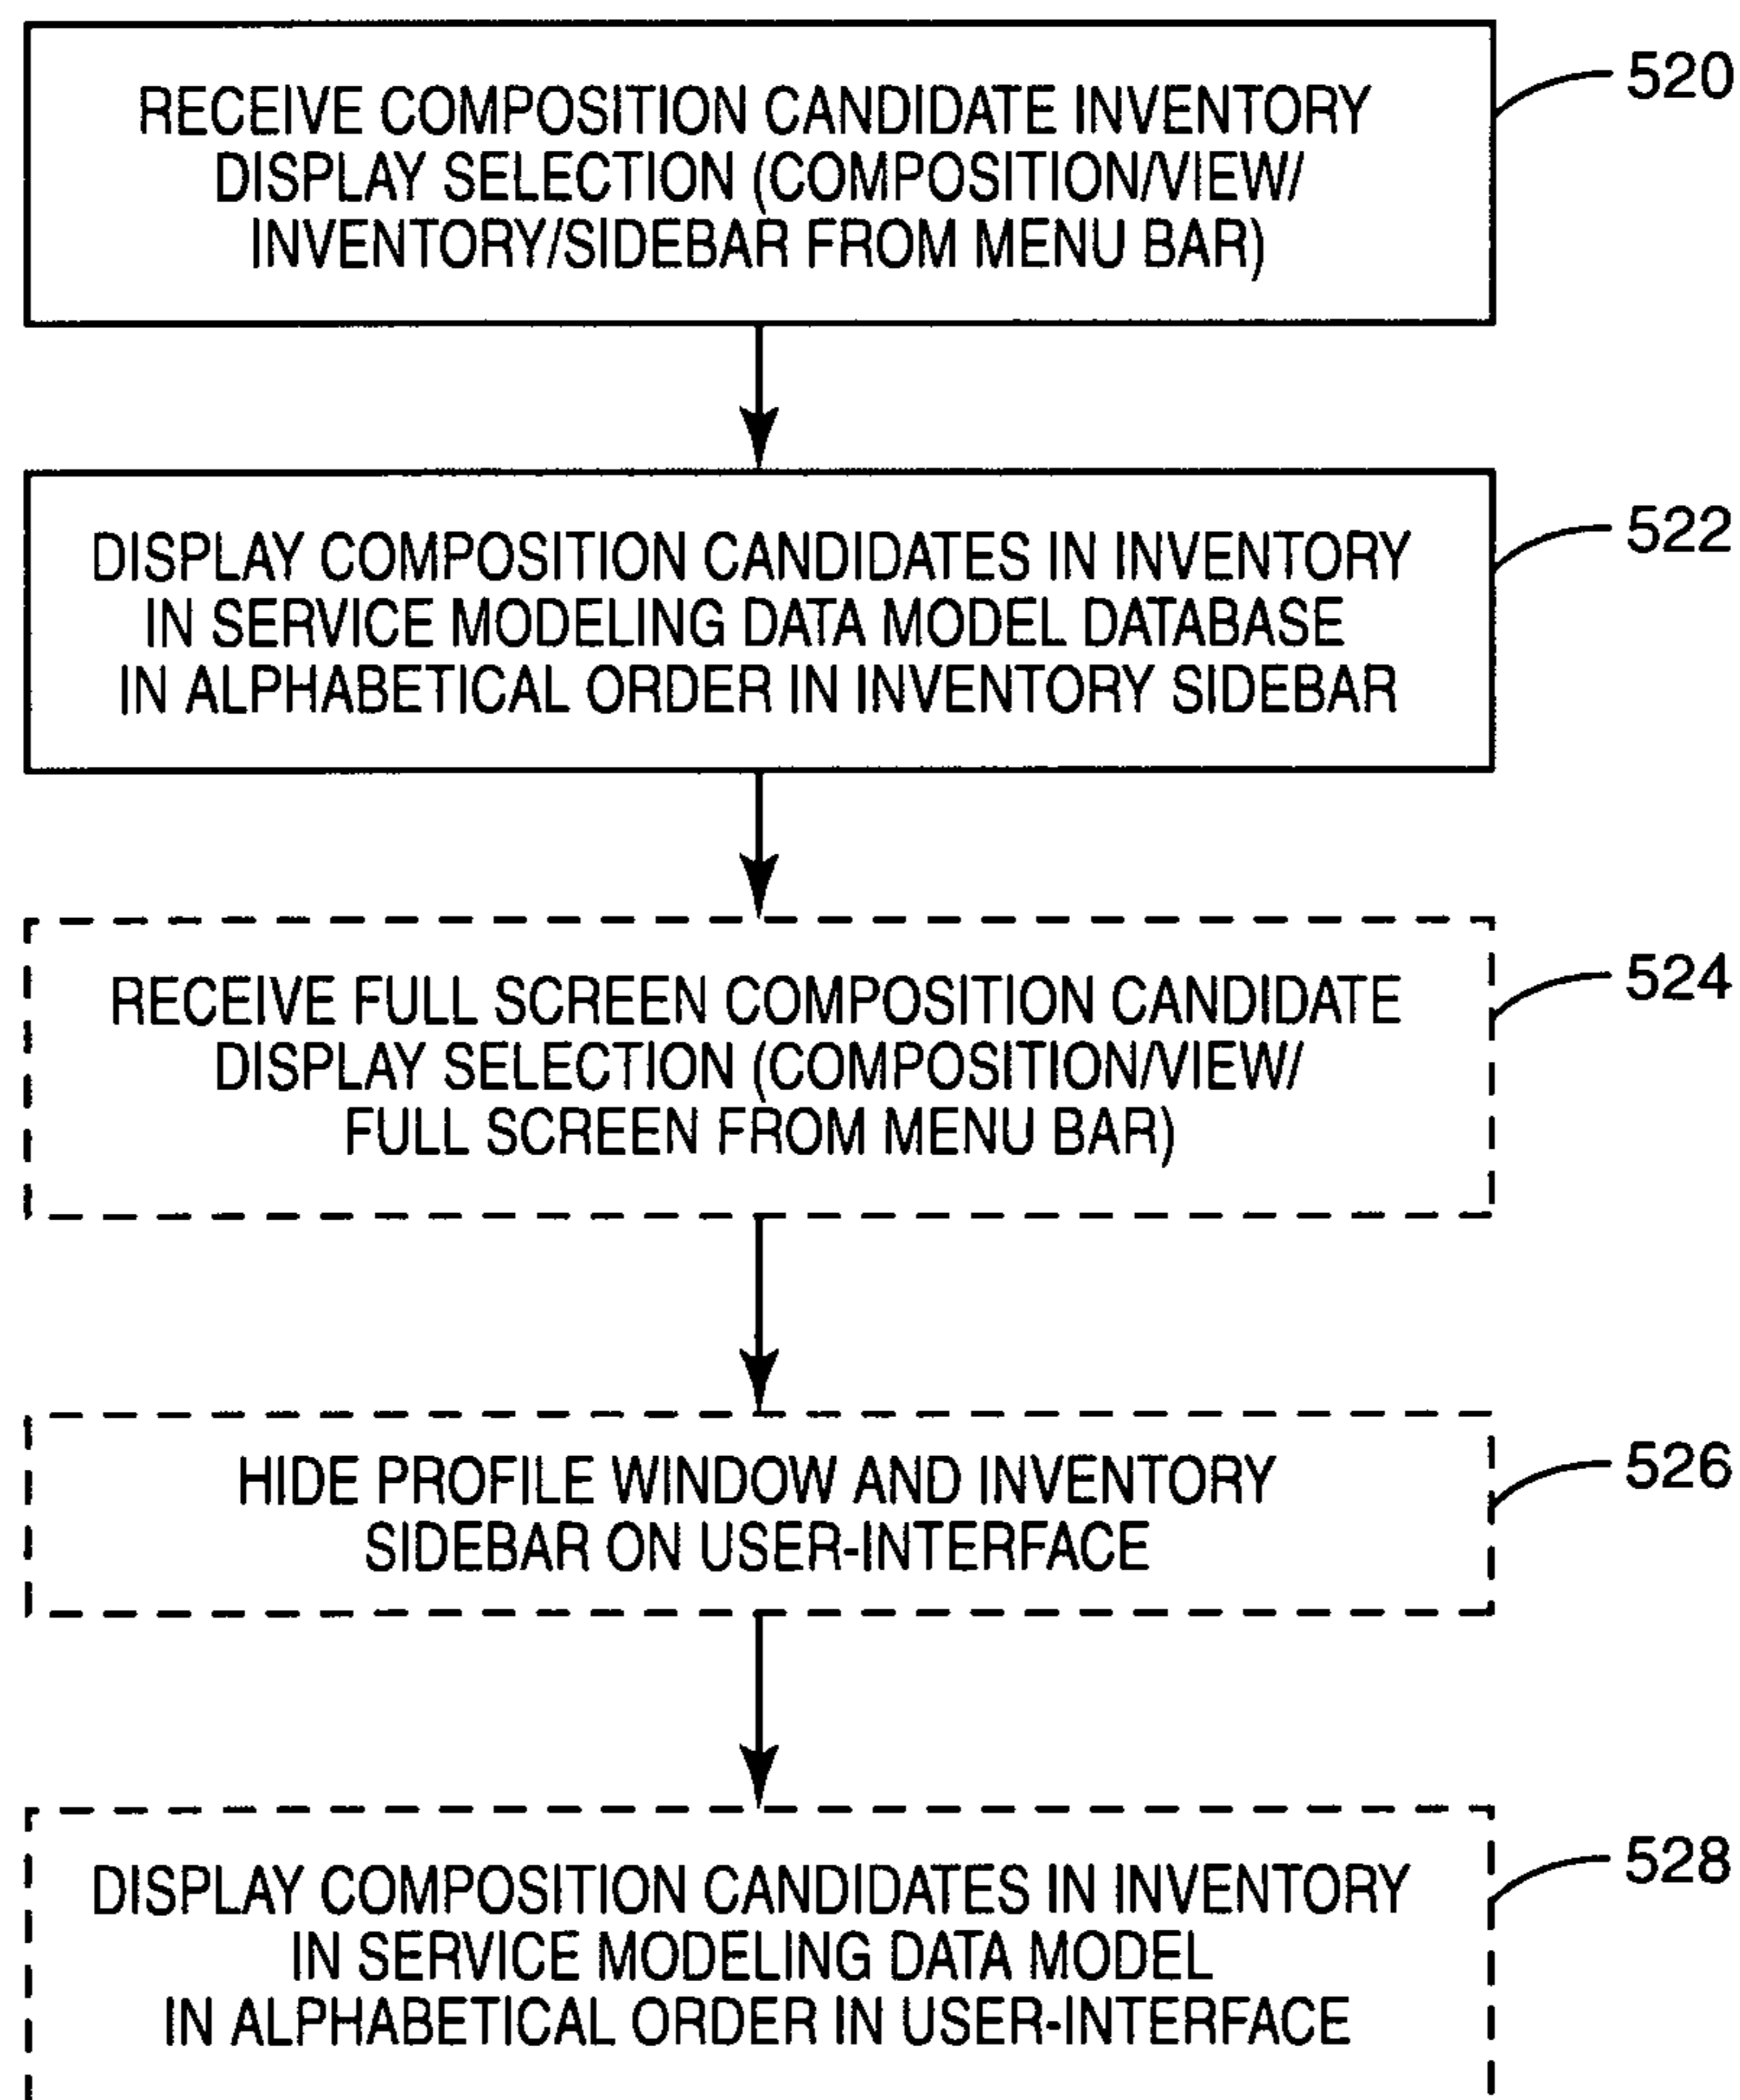 RECEIVE COMPOSITION CANDIDATE INVENTORY
DISPLAY SELECTION (COMPOSITION/VIEW/
INVENTORY/SIDEBAR FROM MENU BAR)
520
DISPLAY COMPOSITION CANDIDATES IN INVENTORY
IN SERVICE MODELING DATA MODEL DATABASE
IN ALPHABETICAL ORDER IN INVENTORY SIDEBAR
522
RECEIVE FULL SCREEN COMPOSITION CANDIDATE
DISPLAY SELECTION (COMPOSITION/VIEW/
FULL SCREEN FROM MENU BAR)
524
HIDE PROFILE WINDOW AND INVENTORY
SIDEBAR ON USER-INTERFACE
526
DISPLAY COMPOSITION CANDIDATES IN INVENTORY
IN SERVICE MODELING DATA MODEL
IN ALPHABETICAL ORDER IN USER-INTERFACE
528